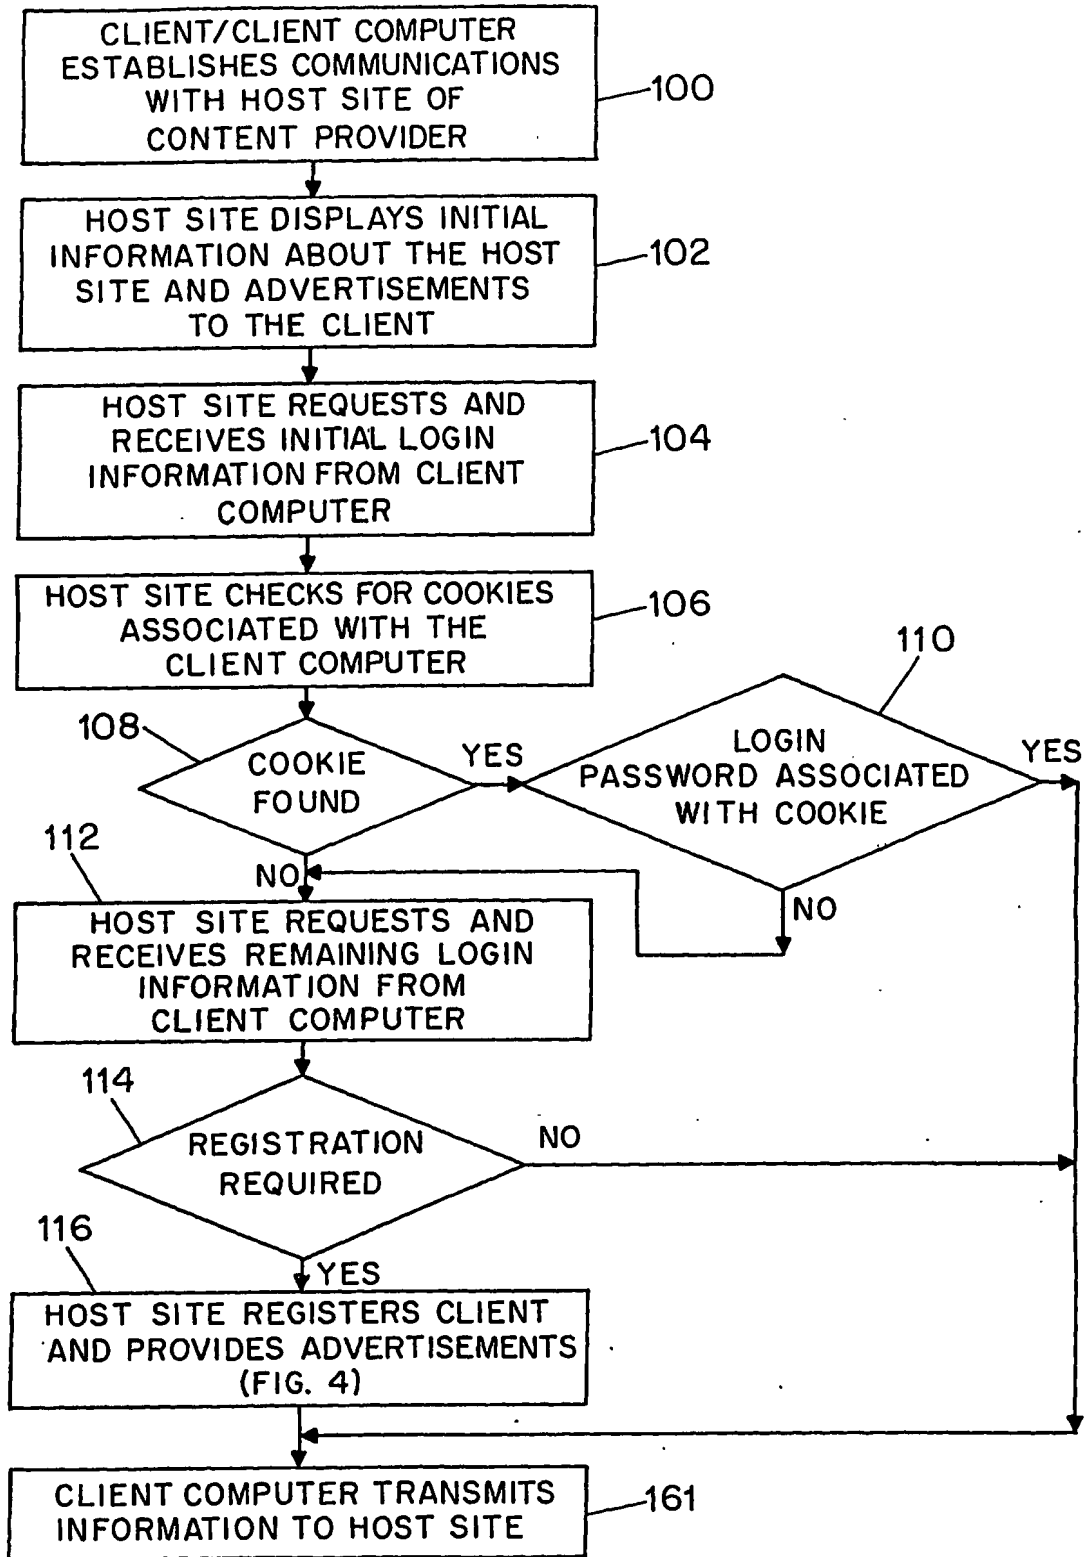 CLIENT/CLIENT COMPUTER
ESTABLISHES COMMUNICATIONS
WITH HOST SITE OF
CONTENT PROVIDER
100
HOST SITE DISPLAYS INITIAL
INFORMATION ABOUT THE HOST
SITE AND ADVERTISEMENTS
TO THE CLIENT
102
HOST SITE REQUESTS AND
RECEIVES INITIAL LOGIN
INFORMATION FROM CLIENT
COMPUTER
104
HOST SITE CHECKS FOR COOKIES
ASSOCIATED WITH THE
CLIENT COMPUTER
106
108
COOKIE
FOUND
YES
110
LOGIN
PASSWORD ASSOCIATED
WITH COOKIE
YES
NO
NO
112
HOST SITE REQUESTS AND
RECEIVES REMAINING LOGIN
INFORMATION FROM
CLIENT COMPUTER
114
REGISTRATION
REQUIRED
NO
YES
116
HOST SITE REGISTERS CLIENT
AND PROVIDES ADVERTISEMENTS
(FIG. 4)
CLIENT COMPUTER TRANSMITS
INFORMATION TO HOST SITE
161